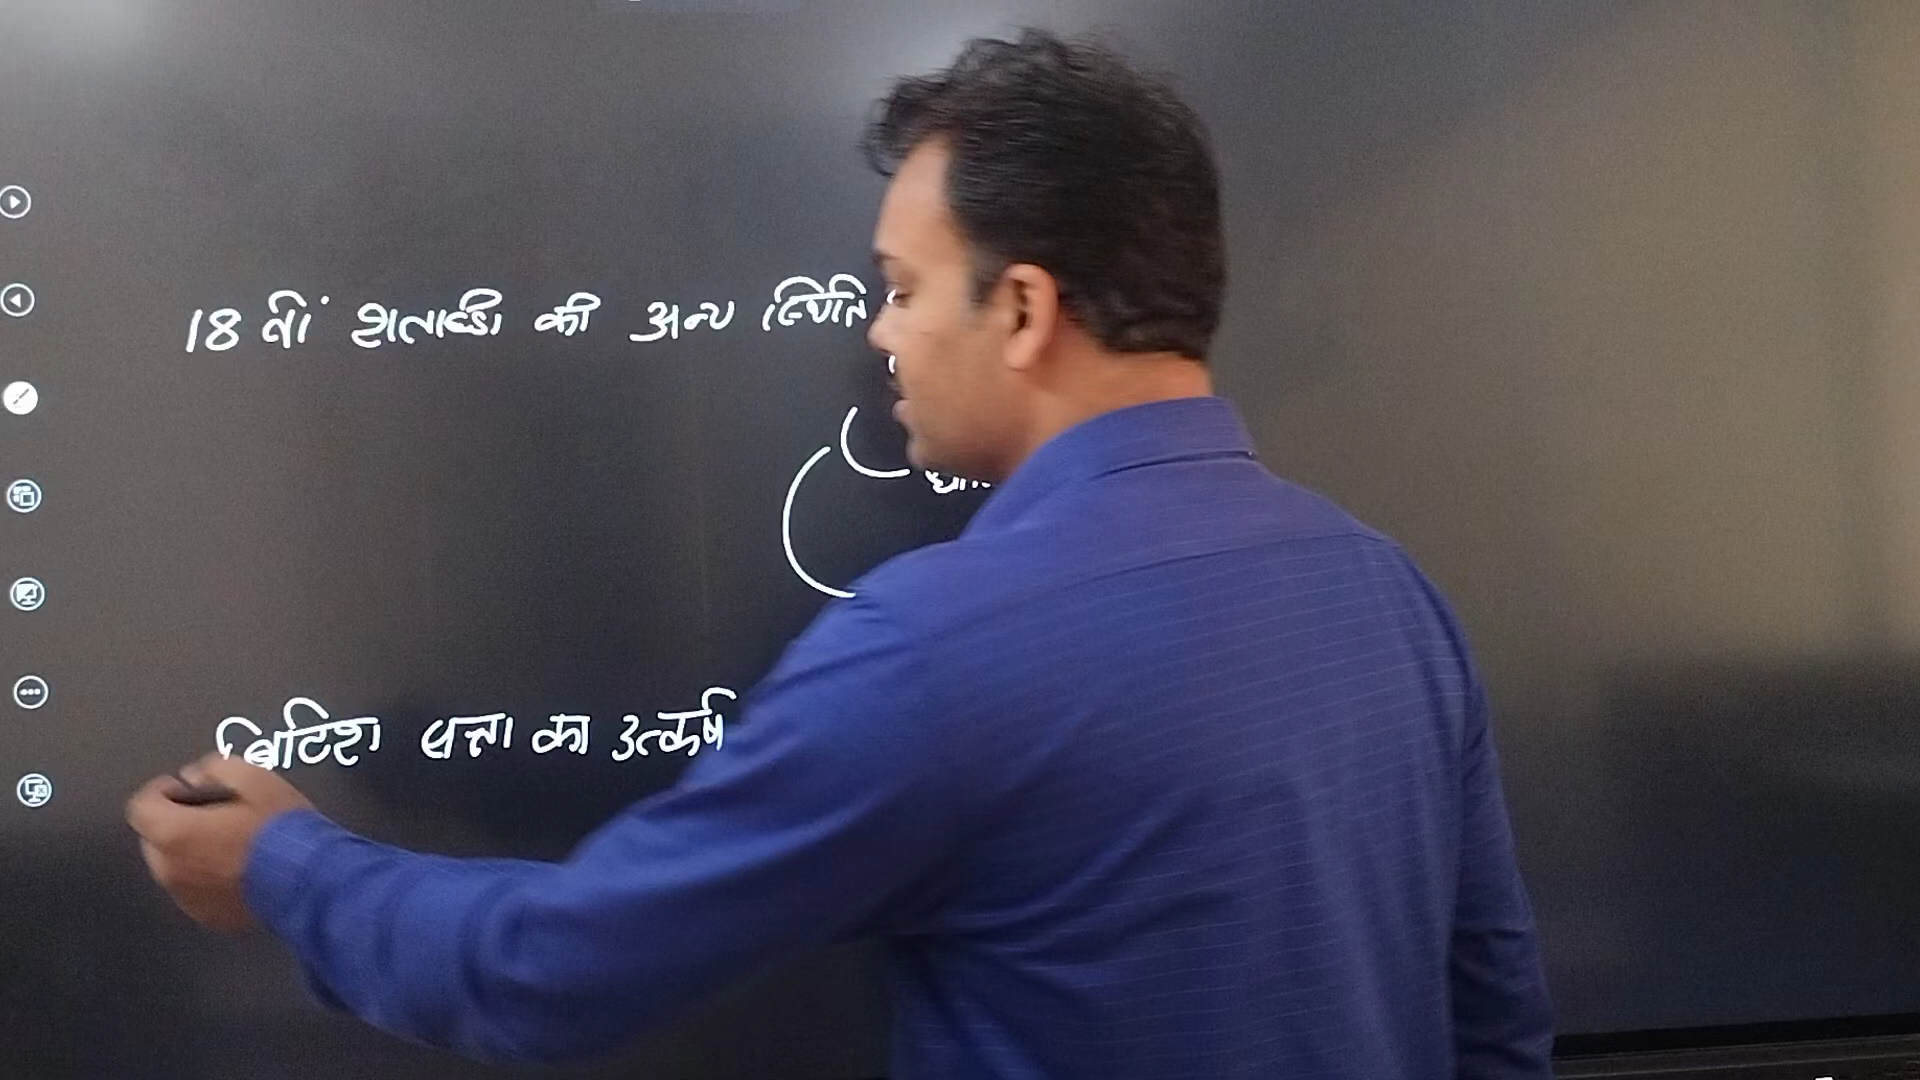 18 वीं शताब्दी की अन्य स्थिति
ब्रिटिश सत्ता का उत्कर्ष